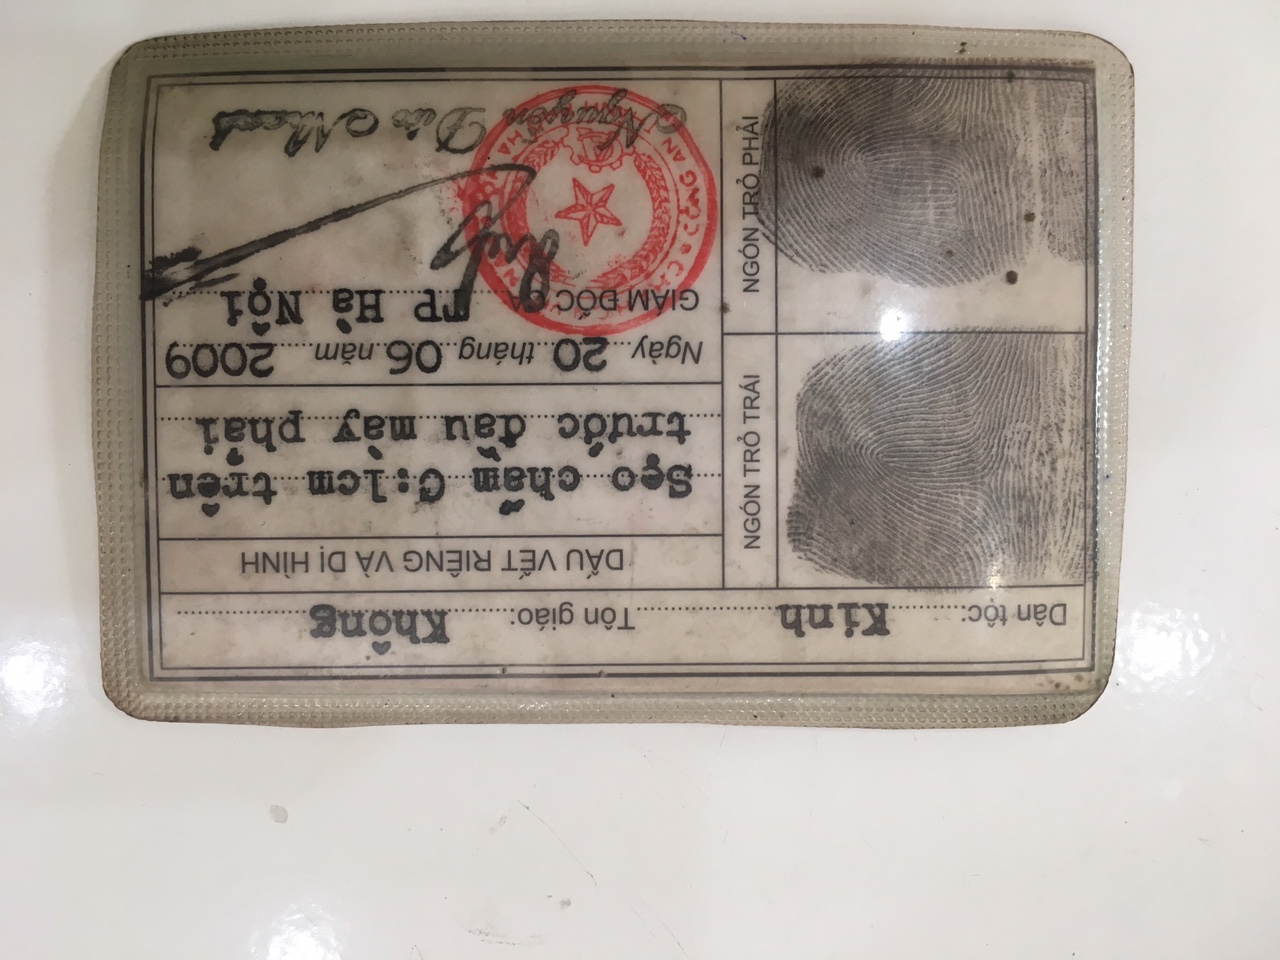 Dân tộc: Kinh Tôn giáo: Không
NGÓN TRỎ TRÁI
NGÓN TRỎ PHẢI
DẤU VẾT RIÊNG VÀ DỊ HÌNH
Sẹo chấm C:1cm trên
trước đầu mày phải
Ngày 20 tháng 06 năm 2009
GIÁM ĐỐC CA TP Hà Nội
CÔNG AN
Nguyễn Đức Nhanh